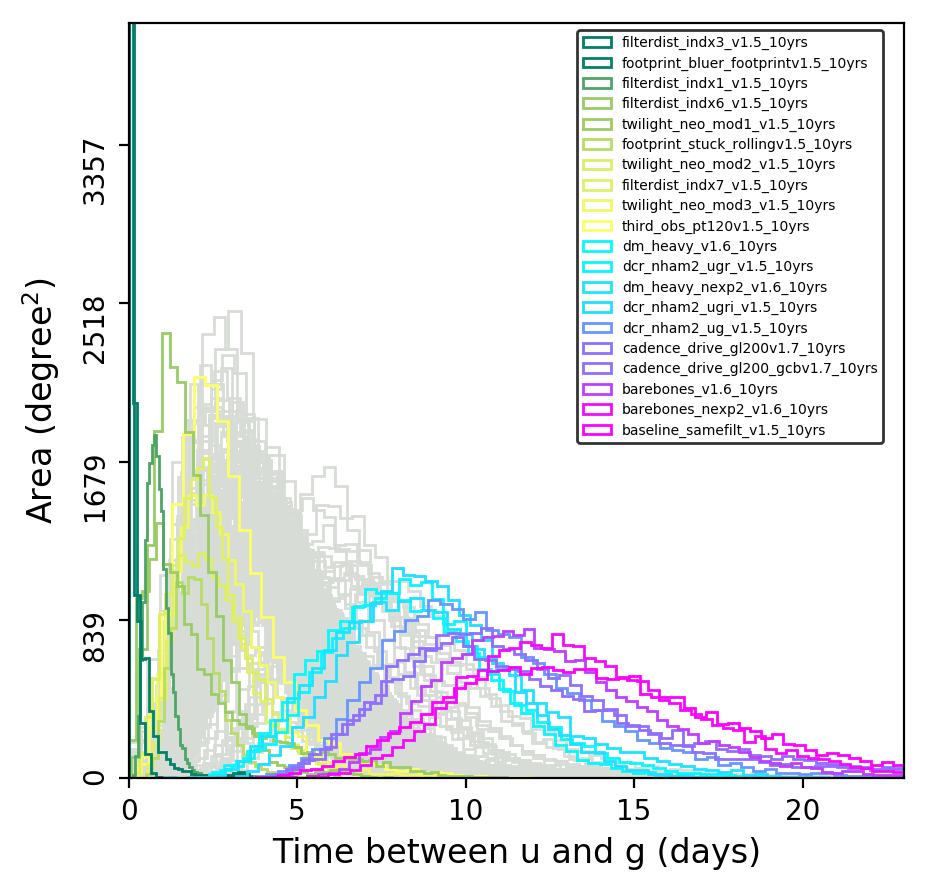 filterdist_indx3_v1.5_10yrs
footprint_bluer_footprintv1.5_10yrs
filterdist_indx1_v1.5_10yrs
filterdist_indx6_v1.5_10yrs
twilight_neo_mod1_v1.5_10yrs
footprint_stuck_rollingv1.5_10yrs
twilight_neo_mod2_v1.5_10yrs
filterdist_indx7_v1.5_10yrs
twilight_neo_mod3_v1.5_10yrs
third_obs_pt120v1.5_10yrs
dm_heavy_v1.6_10yrs
dcr_nham2_ugr_v1.5_10yrs
dm_heavy_nexp2_v1.6_10yrs
dcr_nham2_ugri_v1.5_10yrs
dcr_nham2_ug_v1.5_10yrs
cadence_drive_gl200v1.7_10yrs
cadence_drive_gl200_gcbv1.7_10yrs
barebones_v1.6_10yrs
barebones_nexp2_v1.6_10yrs
baseline_samefilt_v1.5_10yrs
3357
2518
1679
839
0
Area (degree²)
0 5 10 15 20
Time between u and g (days)